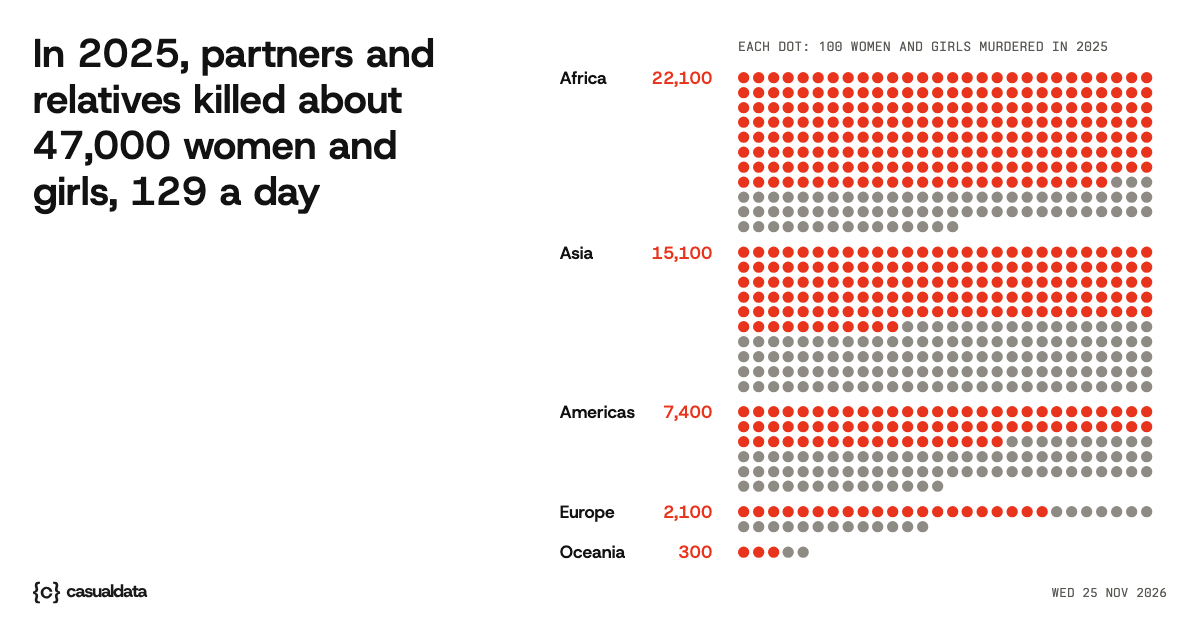 In 2025, partners and
relatives killed about
47,000 women and
girls, 129 a day
EACH DOT: 100 WOMEN AND GIRLS MURDERED IN 2025
Africa 22,100
Asia 15,100
Americas 7,400
Europe 2,100
Oceania 300
{c} casualdata
WED 25 NOV 2026